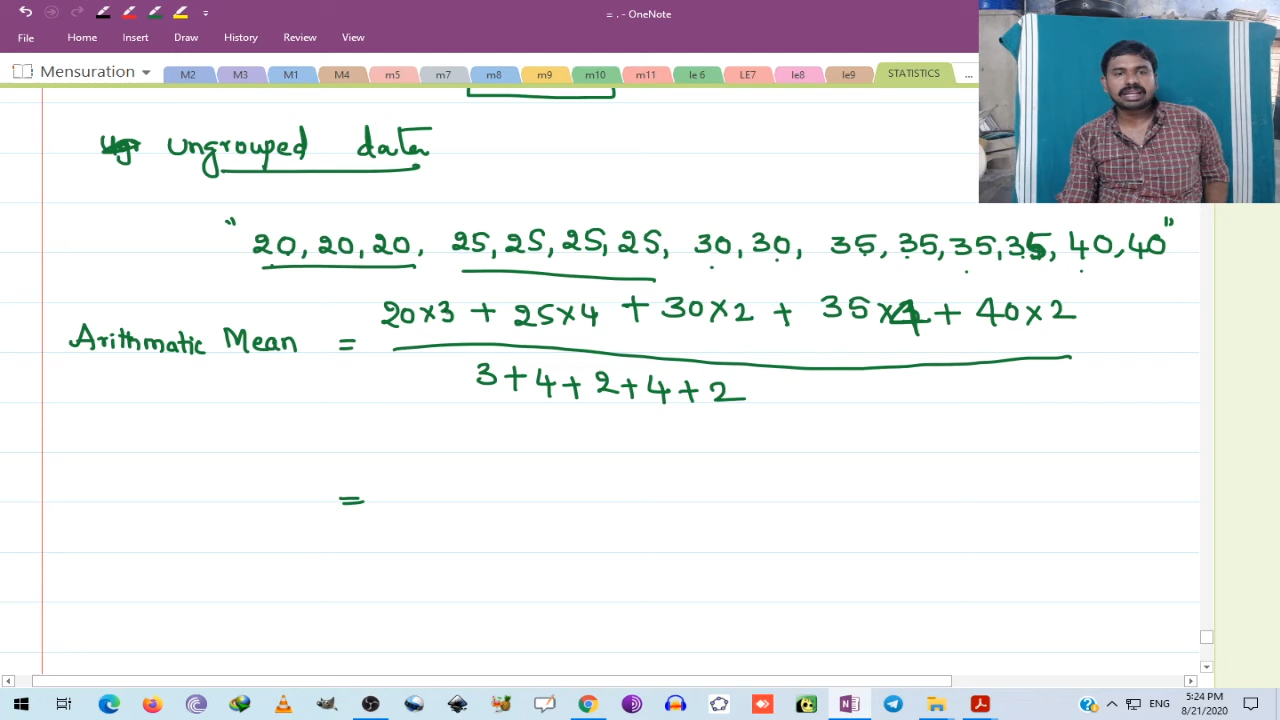 = . - OneNote
File Home Insert Draw History Review View
Mensuration M2 M3 M1 M4 m5 m7 m8 m9 m10 m11 le 6 LE7 le8 le9 STATISTICS ...
ungrouped data
" 20, 20, 20, 25, 25, 25, 25, 30, 30, 35, 35, 35, 35, 40, 40 "
20×3 + 25×4 + 30×2 + 35×4 + 40×2
Arithmatic Mean =
3+4+2+4+2
=
ENG 5:24 PM
8/21/2020